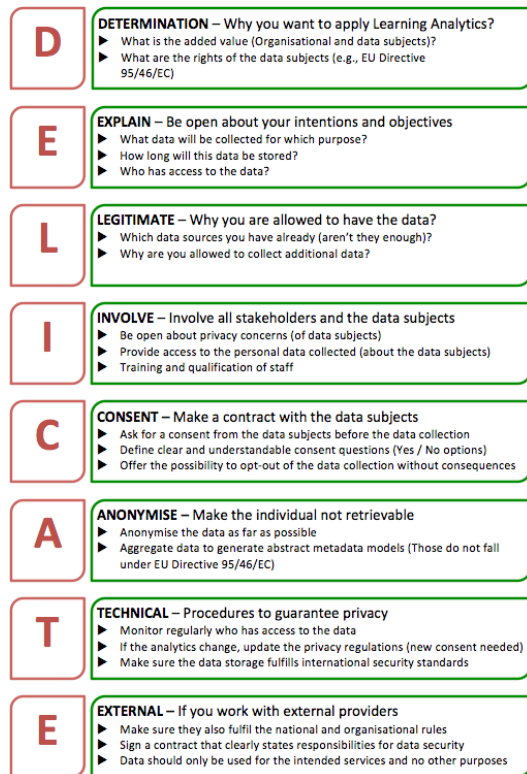 D
DETERMINATION – Why you want to apply Learning Analytics?
▶ What is the added value (Organisational and data subjects)?
▶ What are the rights of the data subjects (e.g., EU Directive
95/46/EC)
E
EXPLAIN – Be open about your intentions and objectives
▶ What data will be collected for which purpose?
▶ How long will this data be stored?
▶ Who has access to the data?
L
LEGITIMATE – Why you are allowed to have the data?
▶ Which data sources you have already (aren't they enough)?
▶ Why are you allowed to collect additional data?
I
INVOLVE – Involve all stakeholders and the data subjects
▶ Be open about privacy concerns (of data subjects)
▶ Provide access to the personal data collected (about the data subjects)
▶ Training and qualification of staff
C
CONSENT – Make a contract with the data subjects
▶ Ask for a consent from the data subjects before the data collection
▶ Define clear and understandable consent questions (Yes / No options)
▶ Offer the possibility to opt-out of the data collection without consequences
A
ANONYMISE – Make the individual not retrievable
▶ Anonymise the data as far as possible
▶ Aggregate data to generate abstract metadata models (Those do not fall
under EU Directive 95/46/EC)
T
TECHNICAL – Procedures to guarantee privacy
▶ Monitor regularly who has access to the data
▶ If the analytics change, update the privacy regulations (new consent needed)
▶ Make sure the data storage fulfills international security standards
E
EXTERNAL – If you work with external providers
▶ Make sure they also fulfil the national and organisational rules
▶ Sign a contract that clearly states responsibilities for data security
▶ Data should only be used for the intended services and no other purposes